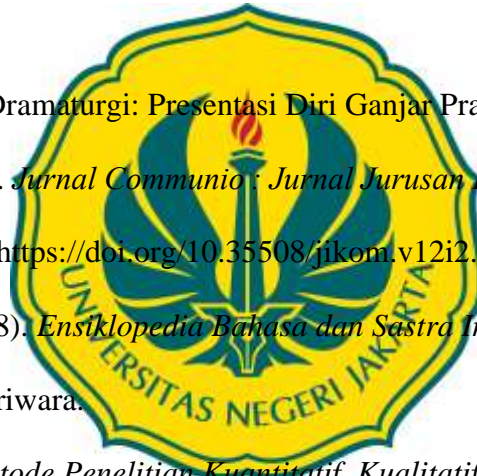 Dramaturgi: Presentasi Diri Ganjar Pra
. Jurnal Communio : Jurnal Jurusan
https://doi.org/10.35508/jikom.v12i2.
8). Ensiklopedia Bahasa dan Sastra In
riwara.
UNIVERSITAS NEGERI JAKARTA
tode Penelitian Kuantitatif, Kualitatif